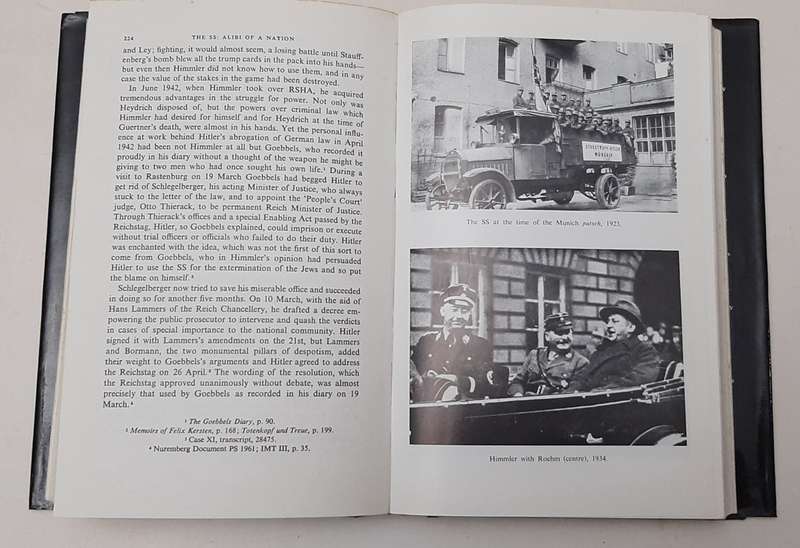 224
THE SS: ALIBI OF A NATION
and Ley; fighting, it would almost seem, a losing battle until Stauff-
enberg's bomb blew all the trump cards in the pack into his hands—
but even then Himmler did not know how to use them, and in any
case the value of the stakes in the game had been destroyed.
In June 1942, when Himmler took over RSHA, he acquired
tremendous advantages in the struggle for power. Not only was
Heydrich disposed of, but the powers over criminal law which
Himmler had desired for himself and for Heydrich at the time of
Guertner's death, were almost in his hands. Yet the personal influ-
ence at work behind Hitler's abrogation of German law in April
1942 had been not Himmler at all but Goebbels, who recorded it
proudly in his diary without a thought of the weapon he might be
giving to two men who had once sought his own life.¹ During a
visit to Rastenburg on 19 March Goebbels had begged Hitler to
get rid of Schlegelberger, his acting Minister of Justice, who always
stuck to the letter of the law, and to appoint the 'People's Court'
judge, Otto Thierack, to be permanent Reich Minister of Justice.
Through Thierack's offices and a special Enabling Act passed by the
Reichstag, Hitler, so Goebbels explained, could imprison or execute
without trial officers or officials who failed to do their duty. Hitler
was enchanted with the idea, which was not the first of this sort to
come from Goebbels, who in Himmler's opinion had persuaded
Hitler to use the SS for the extermination of the Jews and so put
the blame on himself.²
Schlegelberger now tried to save his miserable office and succeeded
in doing so for another five months. On 10 March, with the aid of
Hans Lammers of the Reich Chancellery, he drafted a decree em-
powering the public prosecutor to intervene and quash the verdicts
in cases of special importance to the national community. Hitler
signed it with Lammers's amendments on the 21st, but Lammers
and Bormann, the two monumental pillars of despotism, added
their weight to Goebbels's arguments and Hitler agreed to address
the Reichstag on 26 April.³ The wording of the resolution, which
the Reichstag approved unanimously without debate, was almost
precisely that used by Goebbels as recorded in his diary on 19
March.⁴
¹ The Goebbels Diary, p. 90.
² Memoirs of Felix Kersten, p. 168; Totenkopf und Treue, p. 199.
³ Case XI, transcript, 28475.
⁴ Nuremberg Document PS 1961; IMT III, p. 35.
The SS at the time of the Munich putsch, 1923.
Himmler with Roehm (centre), 1934.